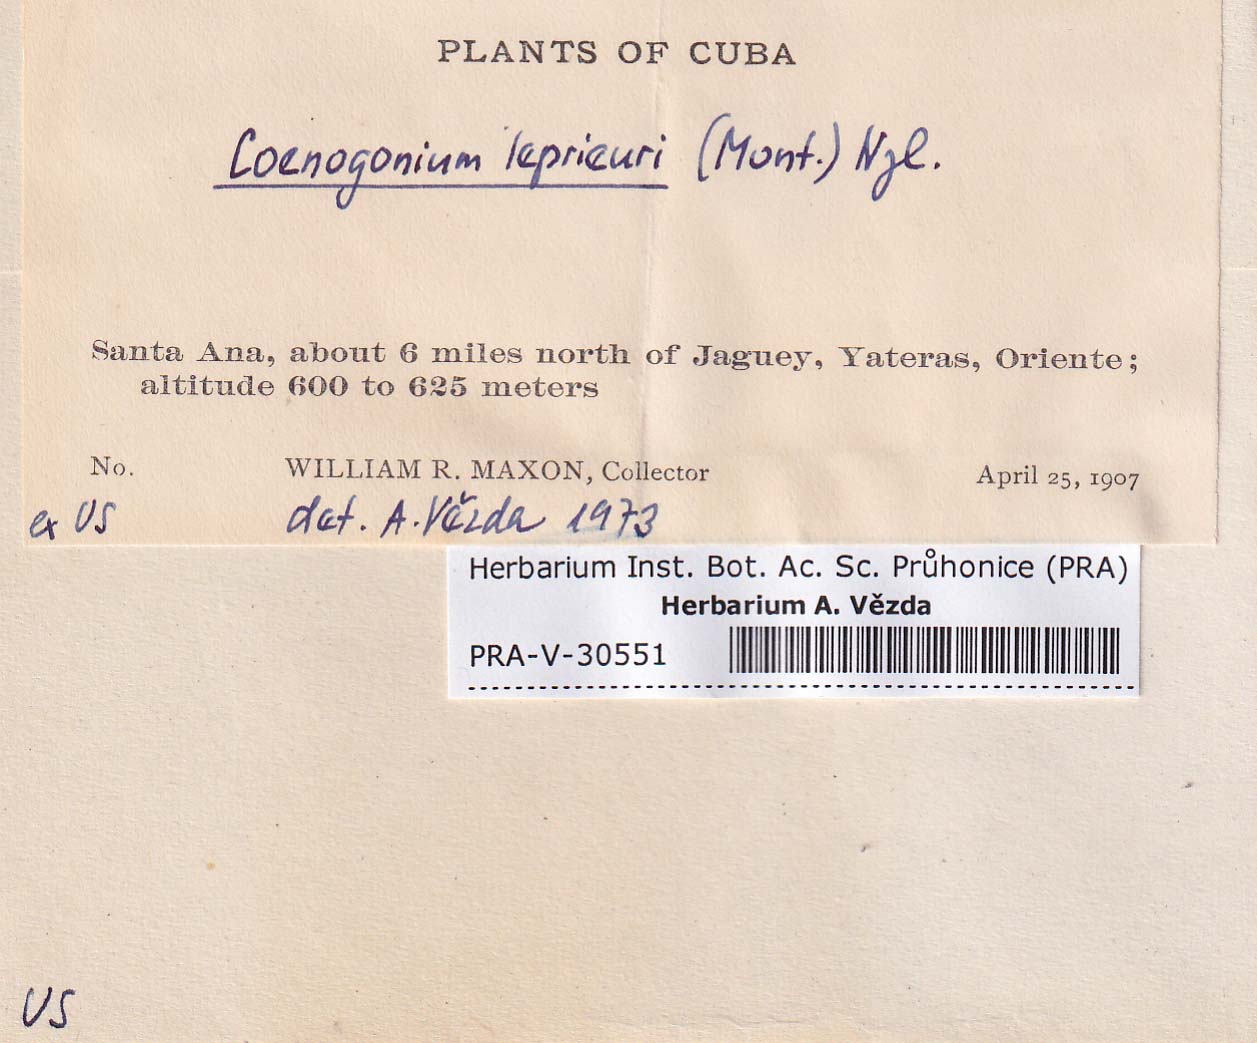 PLANTS OF CUBA
Coenogonium leprieuri (Mont.) Nyl.
Santa Ana, about 6 miles north of Jaguey, Yateras, Oriente;
altitude 600 to 625 meters
No. WILLIAM R. MAXON, Collector April 25, 1907
ex US det. A. Vězda 1973
Herbarium Inst. Bot. Ac. Sc. Průhonice (PRA)
Herbarium A. Vězda
PRA-V-30551
US